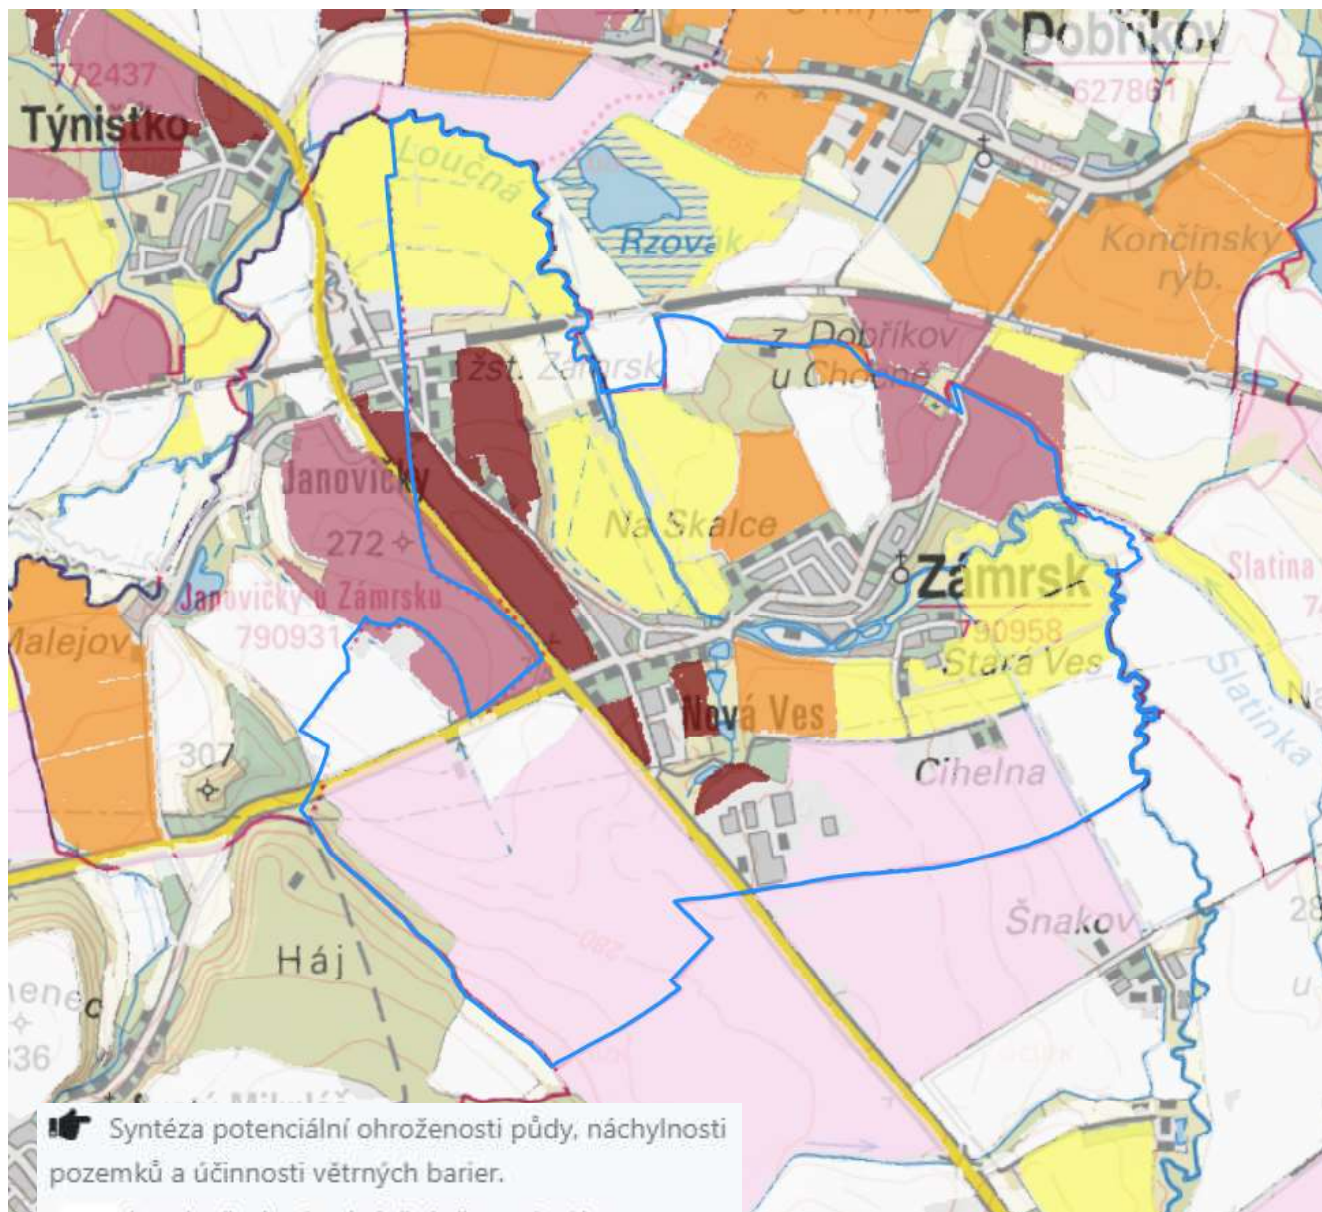 Dobříkov
627861
772437
Týnišťko
Loučná
Rzovák
Končinský
ryb.
z. Dobříkov
u Chocně
žst. Zámrsk
Janovičky
272
Na Skalce
Zámrsk
Slatina
Janovičky u Zámrsku
790931
790958
Malejov
Stará Ves
Slatinka
Nová Ves
307
Cihelna
Šnakov
280
Háj
Syntéza potenciální ohroženosti půdy, náchylnosti
pozemků a účinnosti větrných barier.